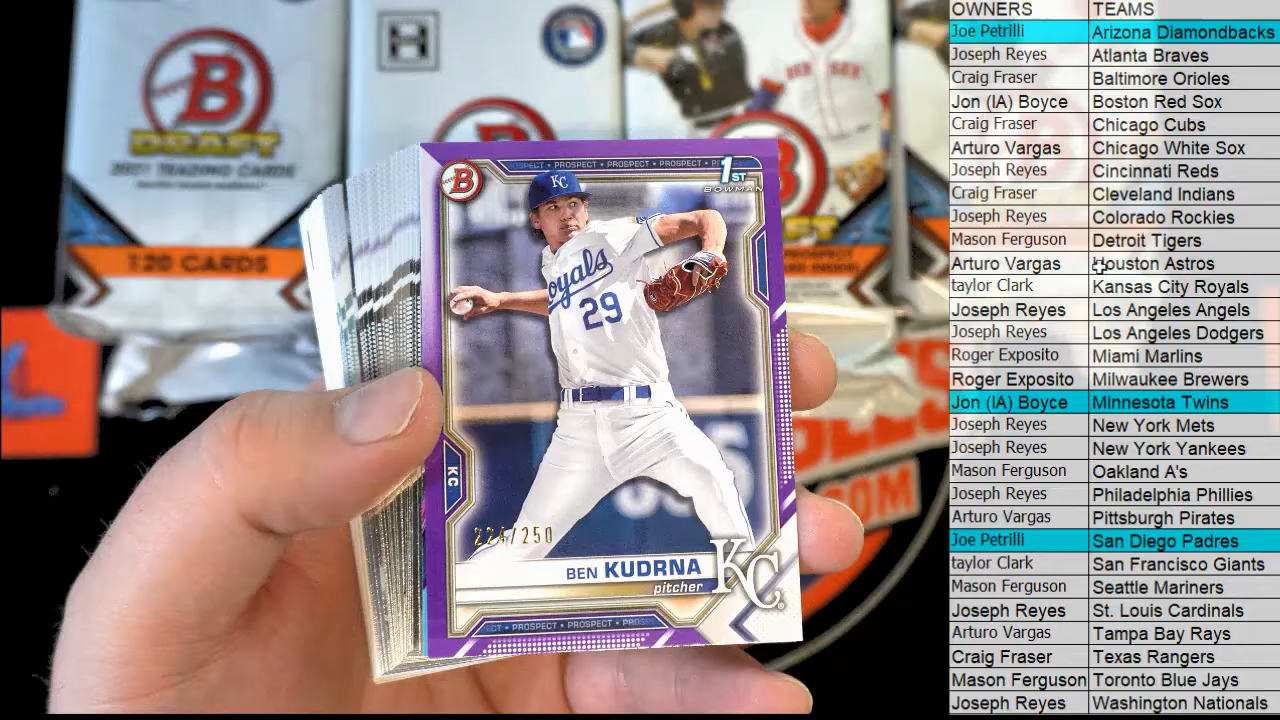 B
DRAFT
2021 TRADING CARDS
120 CARDS
H
PROSPECT • PROSPECT • PROSPECT
B
1ST
BOWMAN
KC
Royals
29
KC
224/250
BEN KUDRNA
pitcher
KC
PROSPECT • PROSPECT
.COM
OWNERS TEAMS
Joe Petrilli Arizona Diamondbacks
Joseph Reyes Atlanta Braves
Craig Fraser Baltimore Orioles
Jon (IA) Boyce Boston Red Sox
Craig Fraser Chicago Cubs
Arturo Vargas Chicago White Sox
Joseph Reyes Cincinnati Reds
Craig Fraser Cleveland Indians
Joseph Reyes Colorado Rockies
Mason Ferguson Detroit Tigers
Arturo Vargas Houston Astros
taylor Clark Kansas City Royals
Joseph Reyes Los Angeles Angels
Joseph Reyes Los Angeles Dodgers
Roger Exposito Miami Marlins
Roger Exposito Milwaukee Brewers
Jon (IA) Boyce Minnesota Twins
Joseph Reyes New York Mets
Joseph Reyes New York Yankees
Mason Ferguson Oakland A's
Joseph Reyes Philadelphia Phillies
Arturo Vargas Pittsburgh Pirates
Joe Petrilli San Diego Padres
taylor Clark San Francisco Giants
Mason Ferguson Seattle Mariners
Joseph Reyes St. Louis Cardinals
Arturo Vargas Tampa Bay Rays
Craig Fraser Texas Rangers
Mason Ferguson Toronto Blue Jays
Joseph Reyes Washington Nationals